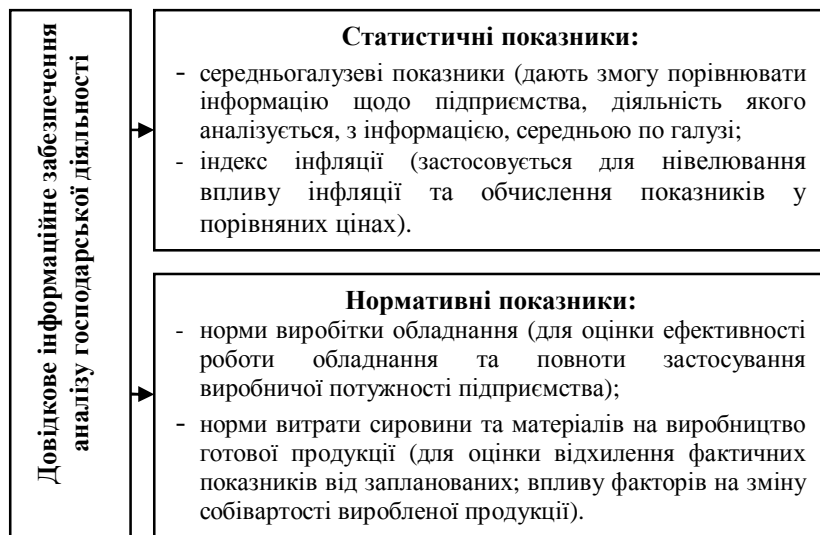 Довідкове інформаційне забезпечення
аналізу господарської діяльності
Статистичні показники:
- середньогалузеві показники (дають змогу порівнювати
інформацію щодо підприємства, діяльність якого
аналізується, з інформацією, середньою по галузі;
- індекс інфляції (застосовується для нівелювання
впливу інфляції та обчислення показників у
порівняних цінах).
Нормативні показники:
- норми виробітки обладнання (для оцінки ефективності
роботи обладнання та повноти застосування
виробничої потужності підприємства);
- норми витрати сировини та матеріалів на виробництво
готової продукції (для оцінки відхилення фактичних
показників від запланованих; впливу факторів на зміну
собівартості виробленої продукції).